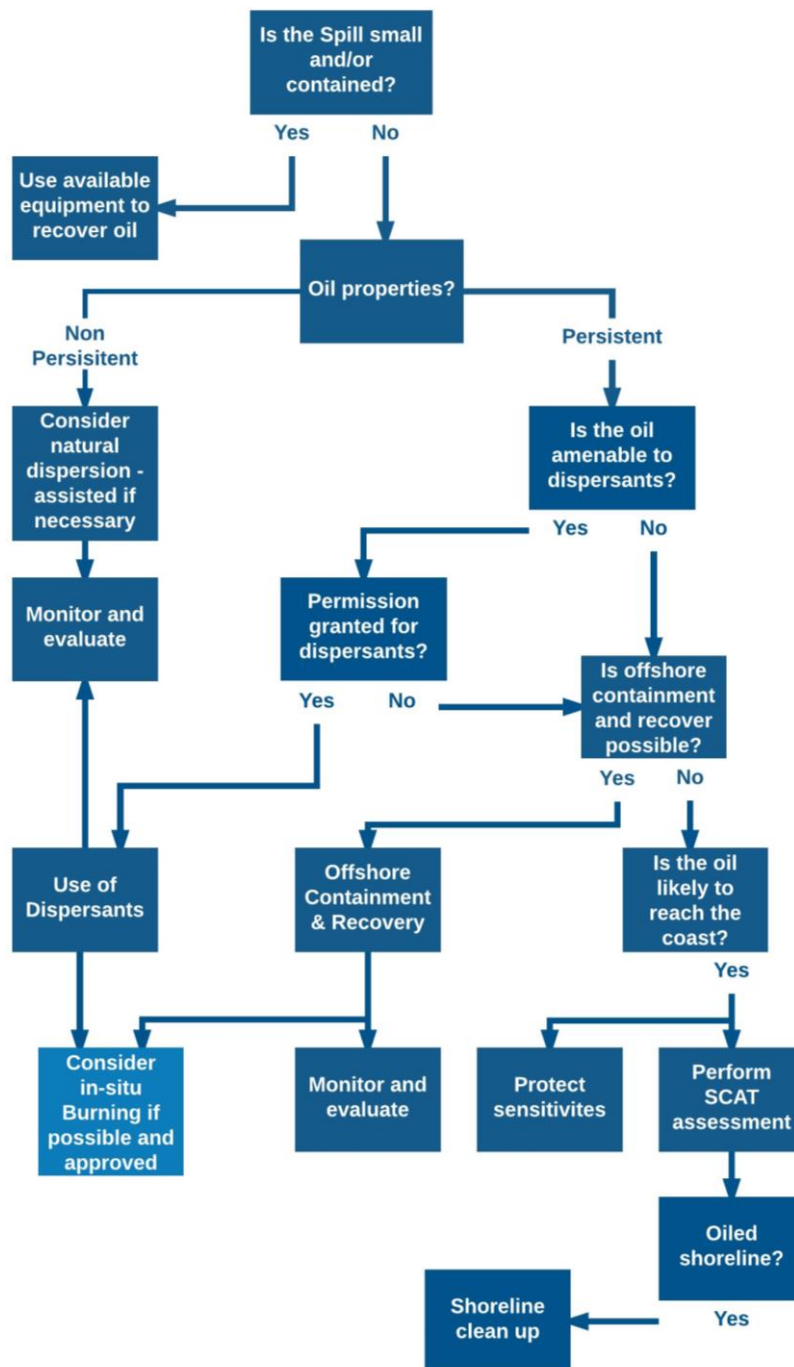 Is the Spill small
and/or
contained?
Yes
No
Use available
equipment to
recover oil
Oil properties?
Non
Persisitent
Persistent
Consider
natural
dispersion -
assisted if
necessary
Is the oil
amenable to
dispersants?
Yes
No
Monitor and
evaluate
Permission
granted for
dispersants?
Yes
No
Is offshore
containment
and recover
possible?
Yes
No
Use of
Dispersants
Offshore
Containment
& Recovery
Is the oil
likely to
reach the
coast?
Yes
Consider
in-situ
Burning if
possible and
approved
Monitor and
evaluate
Protect
sensitivites
Perform
SCAT
assessment
Oiled
shoreline?
Yes
Shoreline
clean up